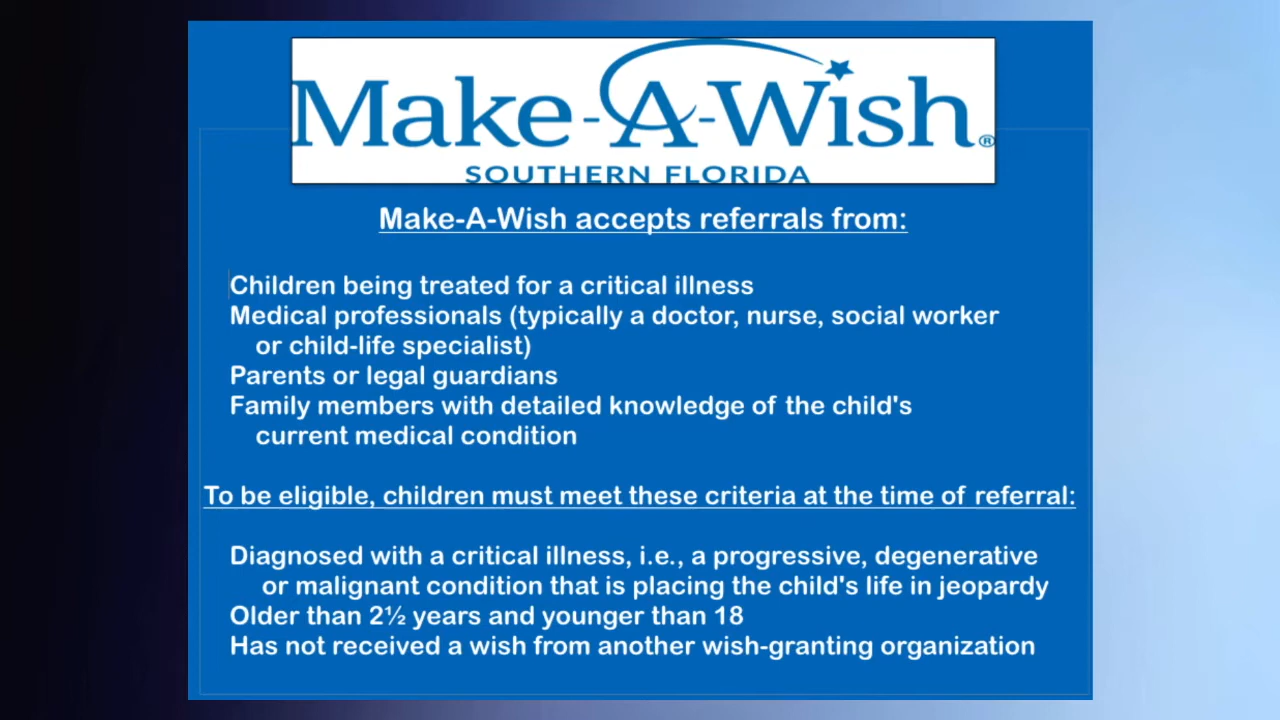 Make-A-Wish®
SOUTHERN FLORIDA
Make-A-Wish accepts referrals from:
Children being treated for a critical illness
Medical professionals (typically a doctor, nurse, social worker
or child-life specialist)
Parents or legal guardians
Family members with detailed knowledge of the child's
current medical condition
To be eligible, children must meet these criteria at the time of referral:
Diagnosed with a critical illness, i.e., a progressive, degenerative
or malignant condition that is placing the child's life in jeopardy
Older than 2½ years and younger than 18
Has not received a wish from another wish-granting organization